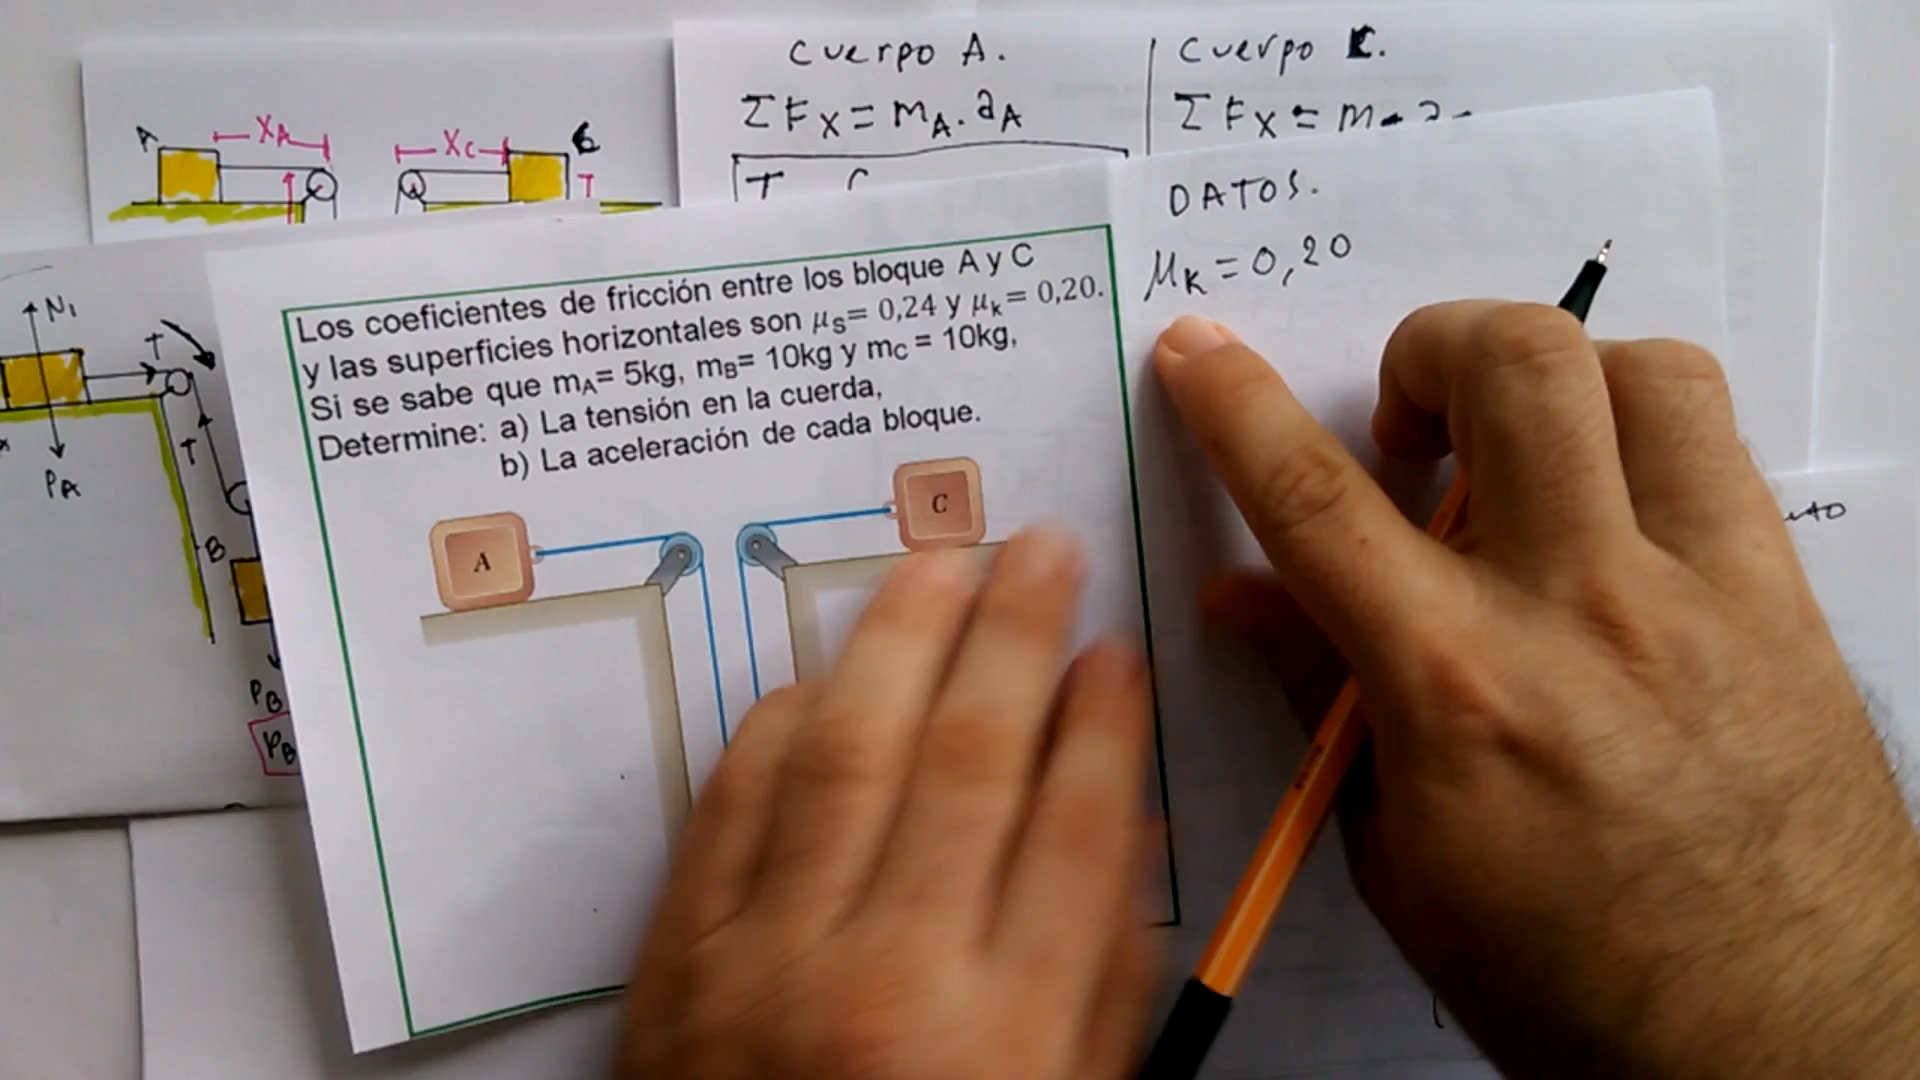 cuerpo A.
ΣFx = mA.aA
T
cuerpo C.
ΣFx = m
A
XA
XC
C
T
DATOS.
μk = 0,20
Los coeficientes de fricción entre los bloque A y C
y las superficies horizontales son μs= 0,24 y μk= 0,20.
Si se sabe que mA= 5kg, mB= 10kg y mC = 10kg,
Determine: a) La tensión en la cuerda,
b) La aceleración de cada bloque.
A
C
N1
T
T
PA
B
PB